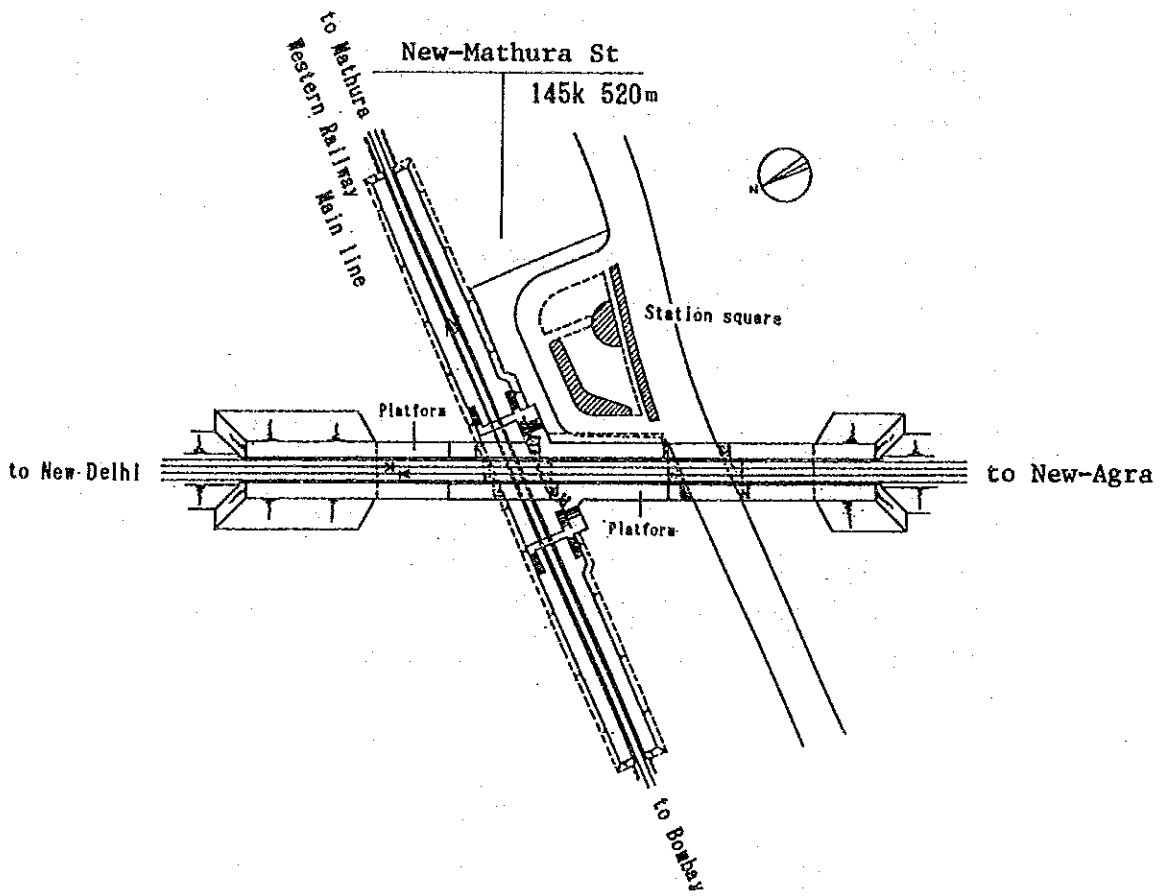 New-Mathura St
145k 520m
to Mathura
Western Railway
Main line
N
Station square
Platform
to New-Delhi
to New-Agra
Platform
to Bombay